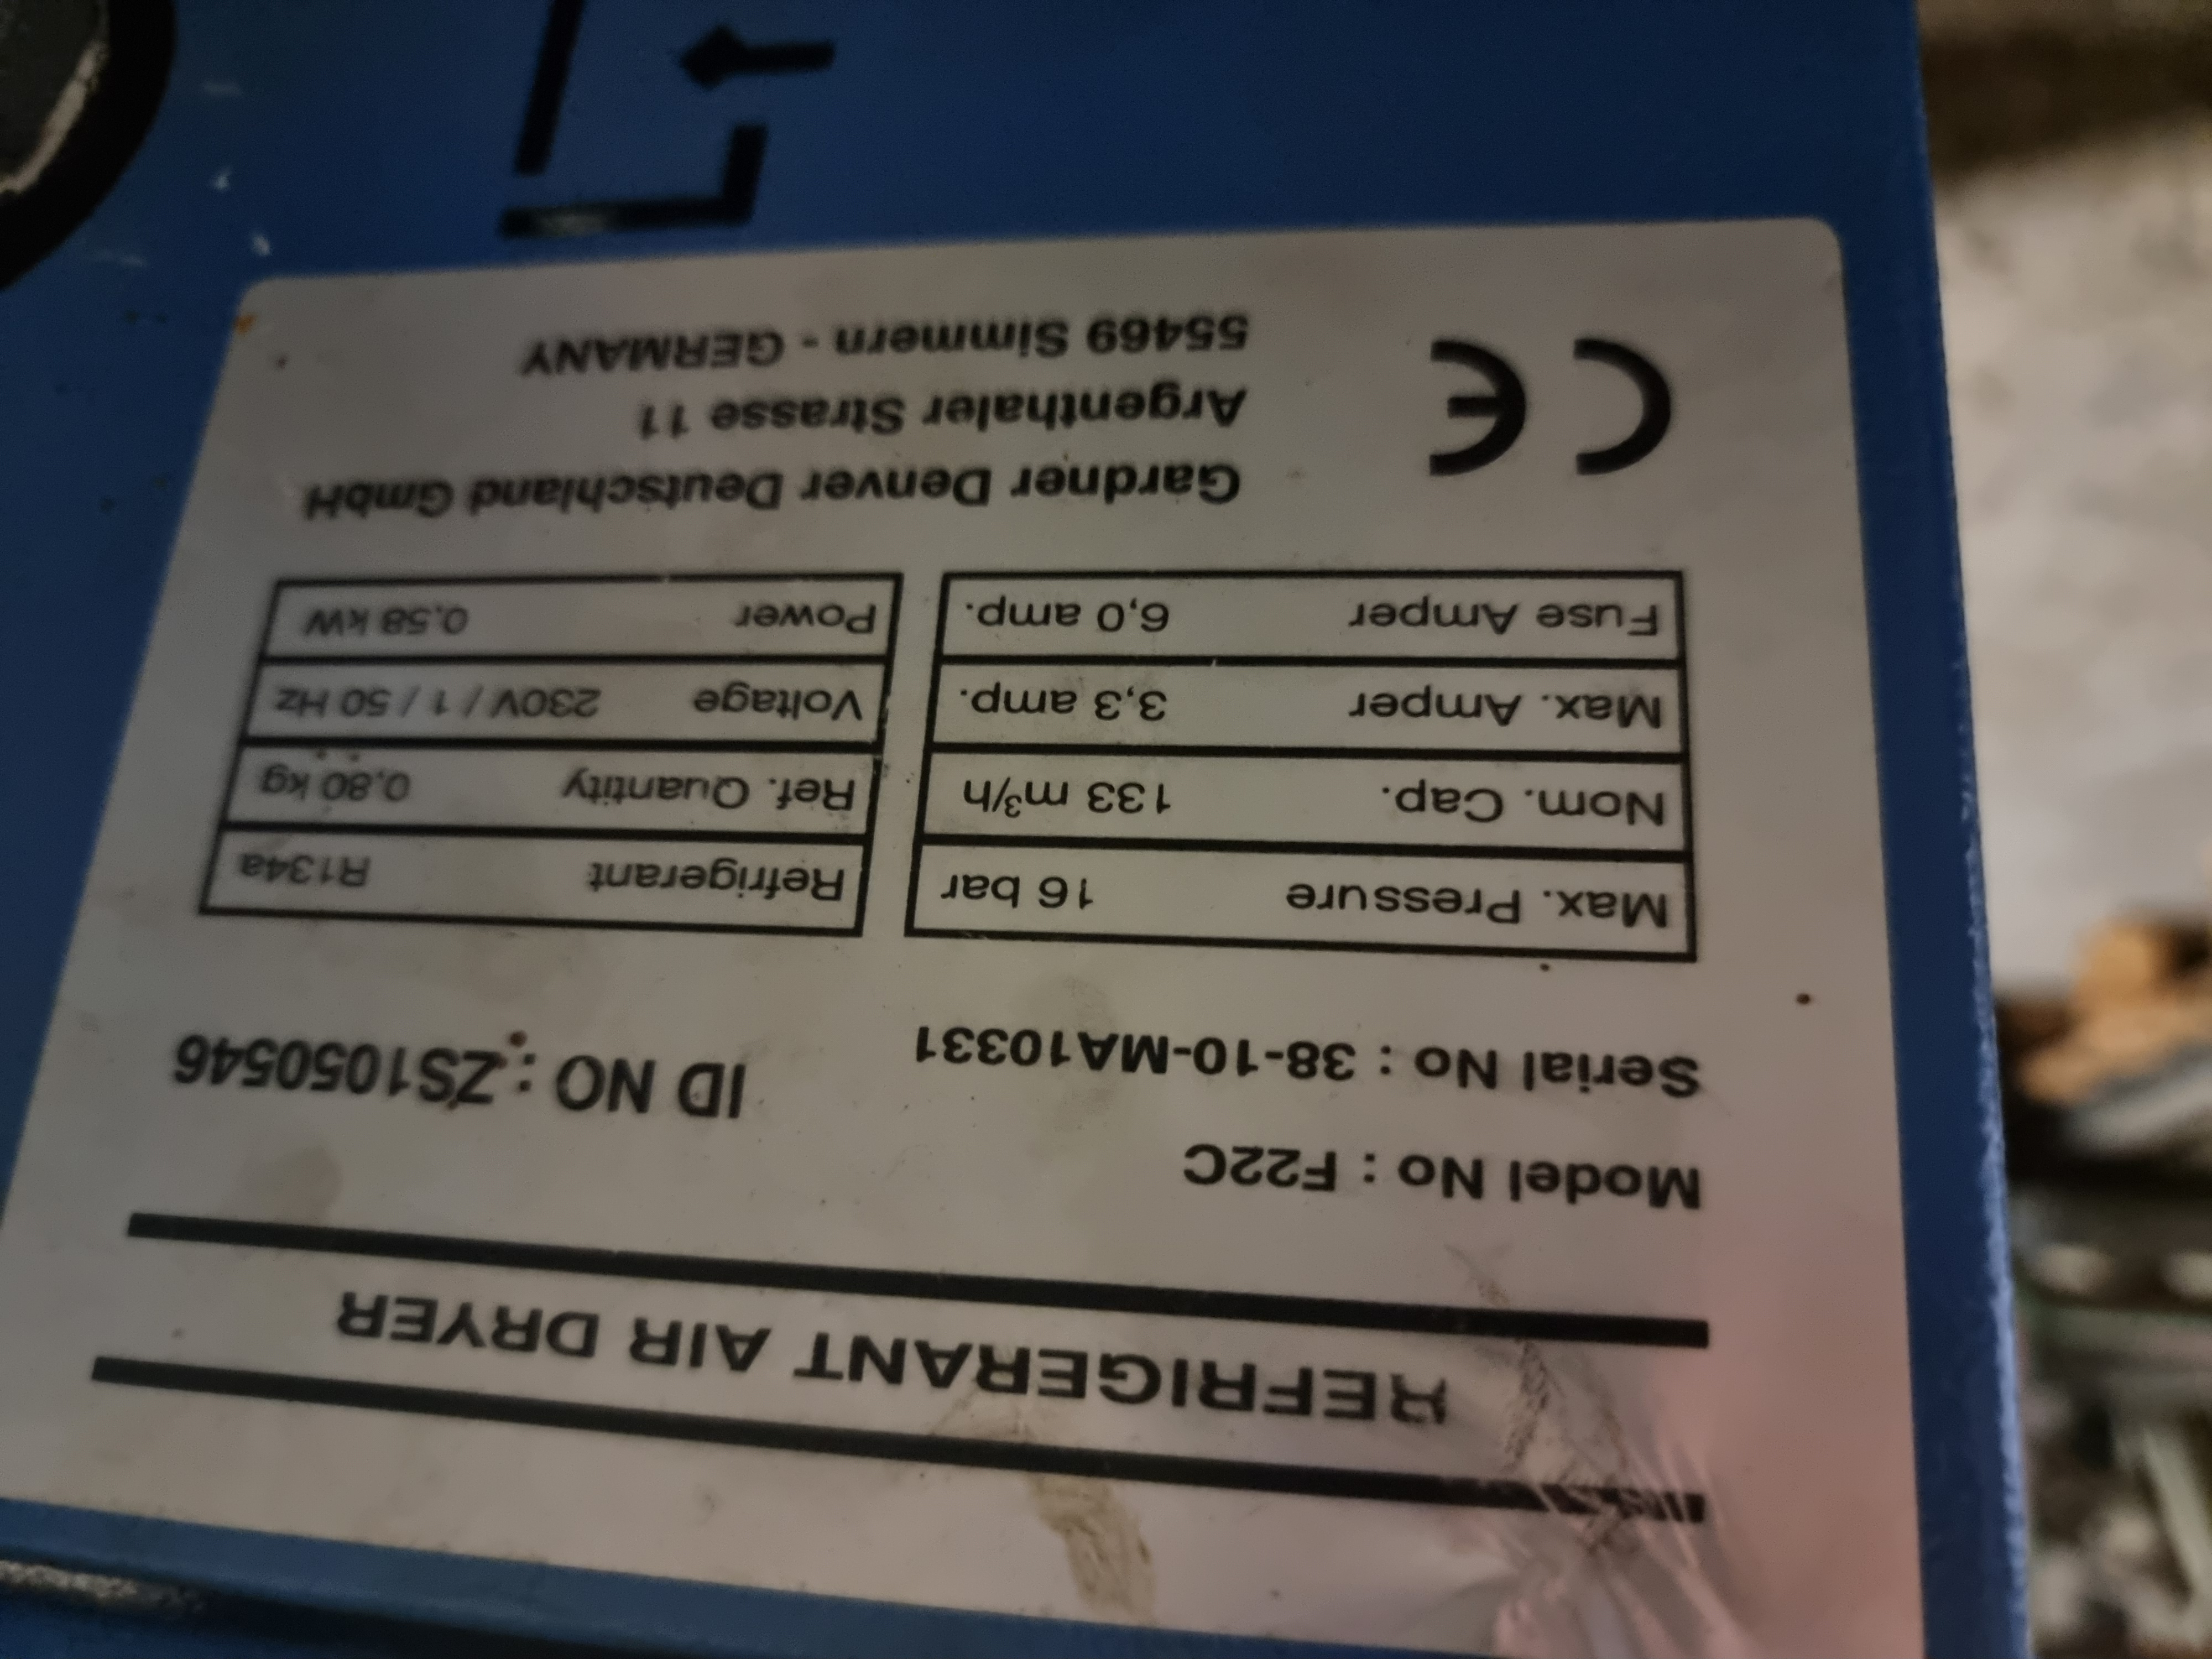 REFRIGERANT AIR DRYER
Model No : F22C
Serial No : 38-10-MA10331
ID NO : ZS1050546
Max. Pressure 16 bar
Nom. Cap. 133 m³/h
Max. Amper 3,3 amp.
Fuse Amper 6,0 amp.
Refrigerant R134a
Ref. Quantity 0,80 kg
Voltage 230V / 1 / 50 Hz
Power 0,58 kW
CE
Gardner Denver Deutschland GmbH
Argenthaler Strasse 11
55469 Simmern - GERMANY